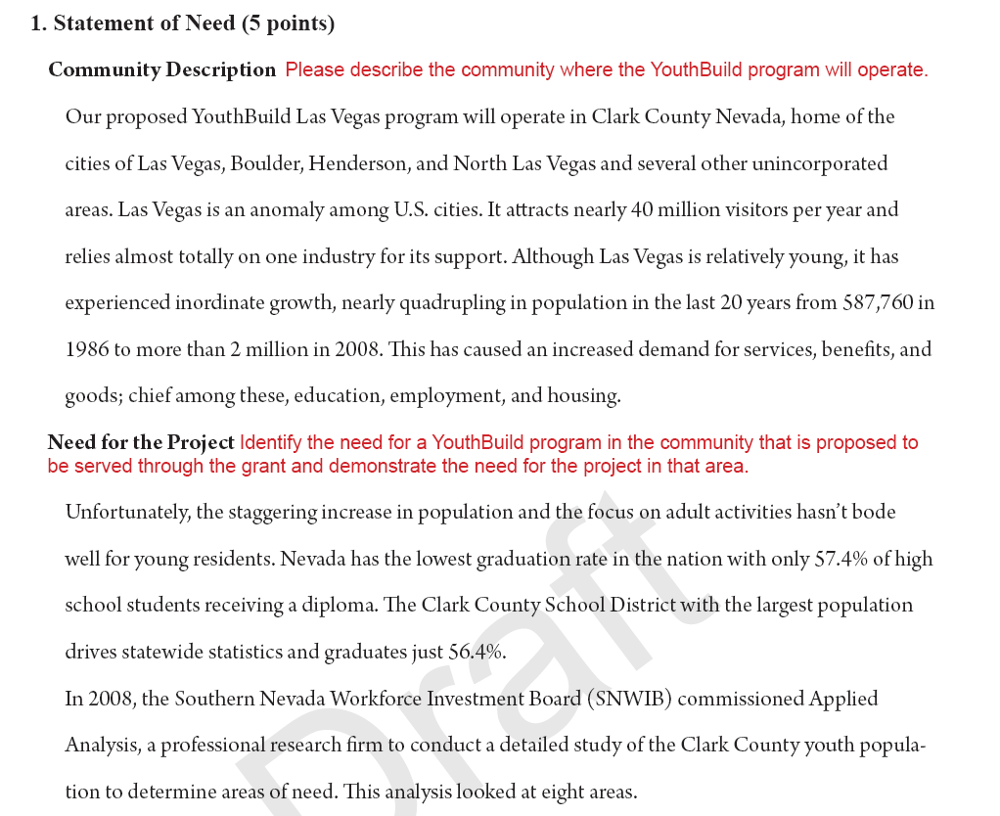 1. Statement of Need (5 points)
Community Description Please describe the community where the YouthBuild program will operate.
Our proposed YouthBuild Las Vegas program will operate in Clark County Nevada, home of the
cities of Las Vegas, Boulder, Henderson, and North Las Vegas and several other unincorporated
areas. Las Vegas is an anomaly among U.S. cities. It attracts nearly 40 million visitors per year and
relies almost totally on one industry for its support. Although Las Vegas is relatively young, it has
experienced inordinate growth, nearly quadrupling in population in the last 20 years from 587,760 in
1986 to more than 2 million in 2008. This has caused an increased demand for services, benefits, and
goods; chief among these, education, employment, and housing.
Need for the Project Identify the need for a YouthBuild program in the community that is proposed to
be served through the grant and demonstrate the need for the project in that area.
Unfortunately, the staggering increase in population and the focus on adult activities hasn't bode
well for young residents. Nevada has the lowest graduation rate in the nation with only 57.4% of high
school students receiving a diploma. The Clark County School District with the largest population
drives statewide statistics and graduates just 56.4%.
In 2008, the Southern Nevada Workforce Investment Board (SNWIB) commissioned Applied
Analysis, a professional research firm to conduct a detailed study of the Clark County youth popula-
tion to determine areas of need. This analysis looked at eight areas.
Draft